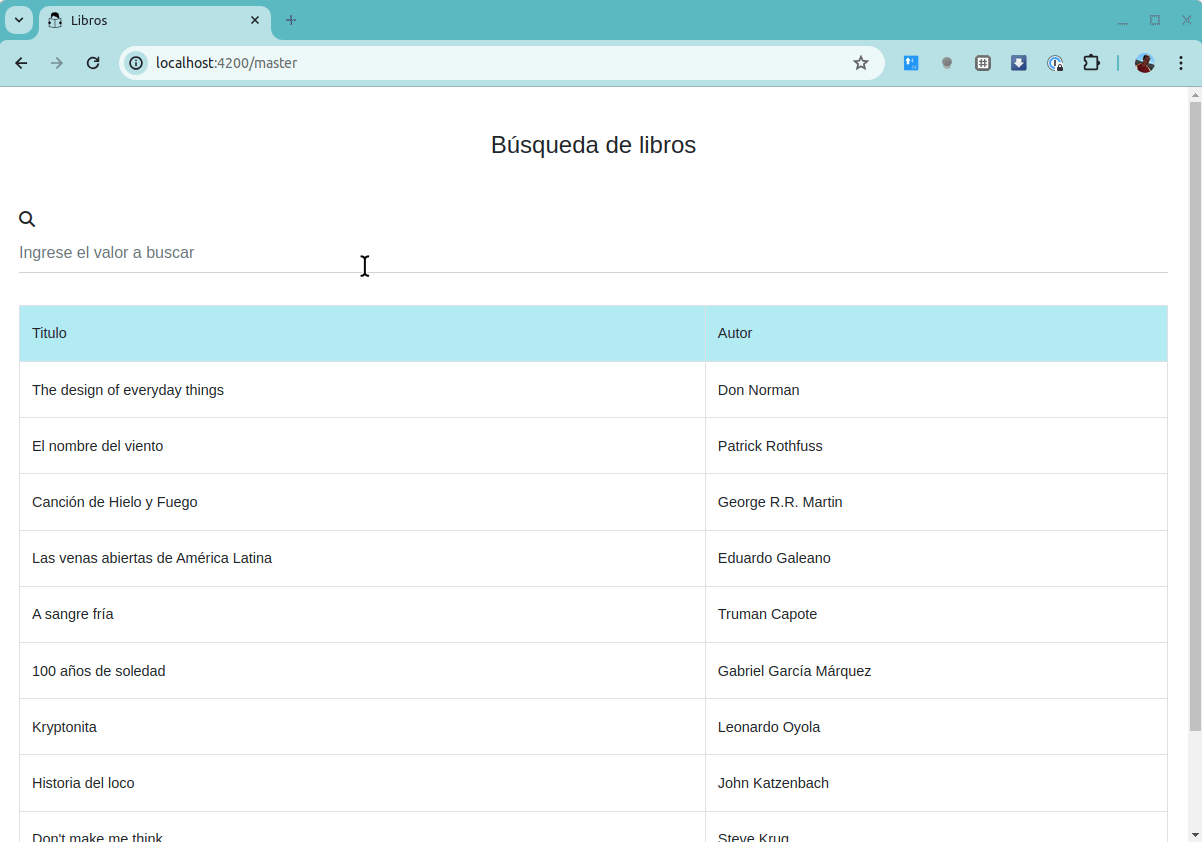 Libros
localhost:4200/master
Búsqueda de libros
Ingrese el valor a buscar
Titulo Autor
The design of everyday things Don Norman
El nombre del viento Patrick Rothfuss
Canción de Hielo y Fuego George R.R. Martin
Las venas abiertas de América Latina Eduardo Galeano
A sangre fría Truman Capote
100 años de soledad Gabriel García Márquez
Kryptonita Leonardo Oyola
Historia del loco John Katzenbach
Don't make me think Steve Krug